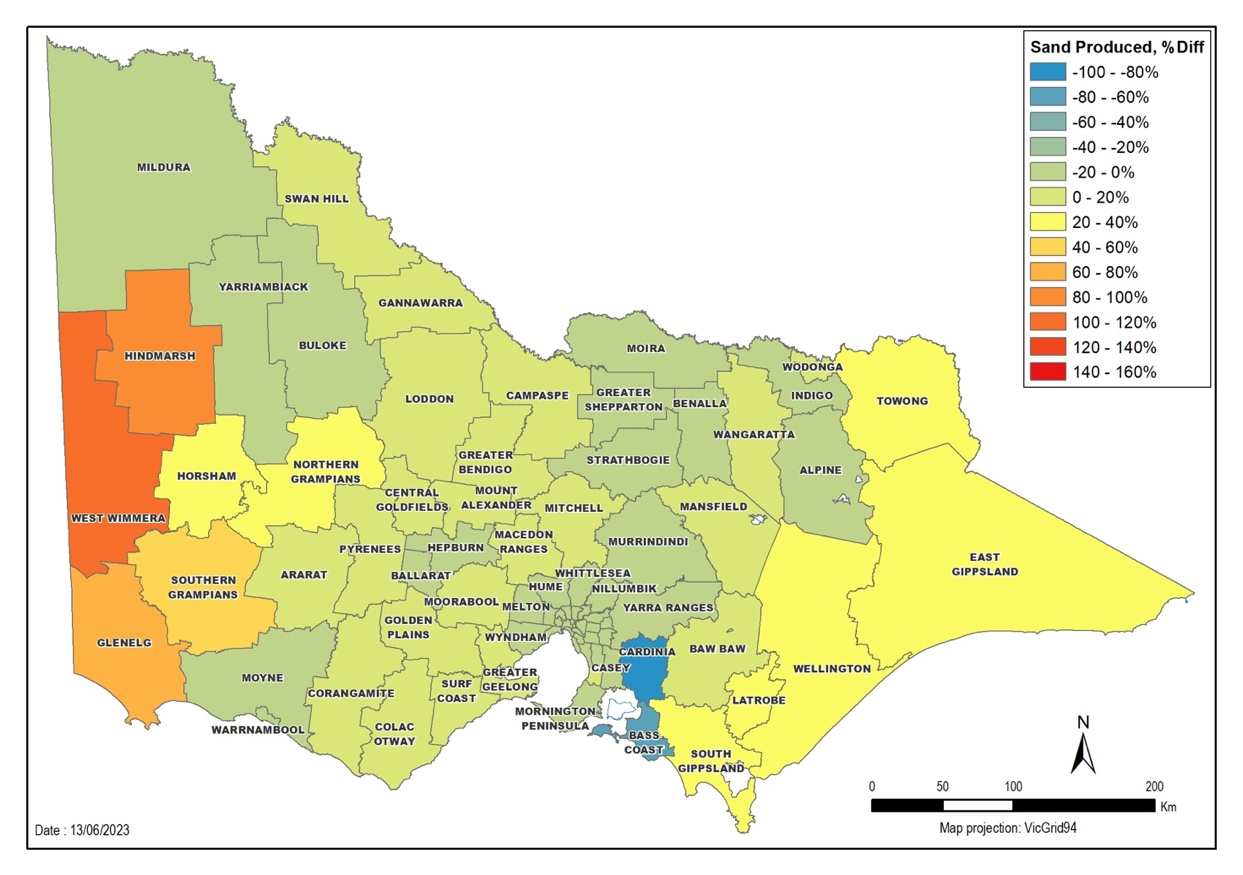 Sand Produced, %Diff
-100 - -80%
-80 - -60%
-60 - -40%
-40 - -20%
-20 - 0%
0 - 20%
20 - 40%
40 - 60%
60 - 80%
80 - 100%
100 - 120%
120 - 140%
140 - 160%
MILDURA
SWAN HILL
YARRIAMBIACK
GANNAWARRA
HINDMARSH
BULOKE
MOIRA
WODONGA
LODDON
CAMPASPE
GREATER
SHEPPARTON
BENALLA
INDIGO
TOWONG
WANGARATTA
HORSHAM
NORTHERN
GRAMPIANS
GREATER
BENDIGO
STRATHBOGIE
ALPINE
WEST WIMMERA
CENTRAL
GOLDFIELDS
MOUNT
ALEXANDER
MITCHELL
MANSFIELD
PYRENEES
HEPBURN
MACEDON
RANGES
MURRINDINDI
EAST
GIPPSLAND
SOUTHERN
GRAMPIANS
ARARAT
BALLARAT
WHITTLESEA
HUME
NILLUMBIK
MOORABOOL
MELTON
YARRA RANGES
GLENELG
GOLDEN
PLAINS
WYNDHAM
CARDINIA
BAW BAW
CASEY
WELLINGTON
MOYNE
CORANGAMITE
SURF
COAST
GREATER
GEELONG
LATROBE
WARRNAMBOOL
COLAC
OTWAY
MORNINGTON
PENINSULA
BASS
COAST
SOUTH
GIPPSLAND
N
0 50 100 200
Km
Map projection: VicGrid94
Date : 13/06/2023